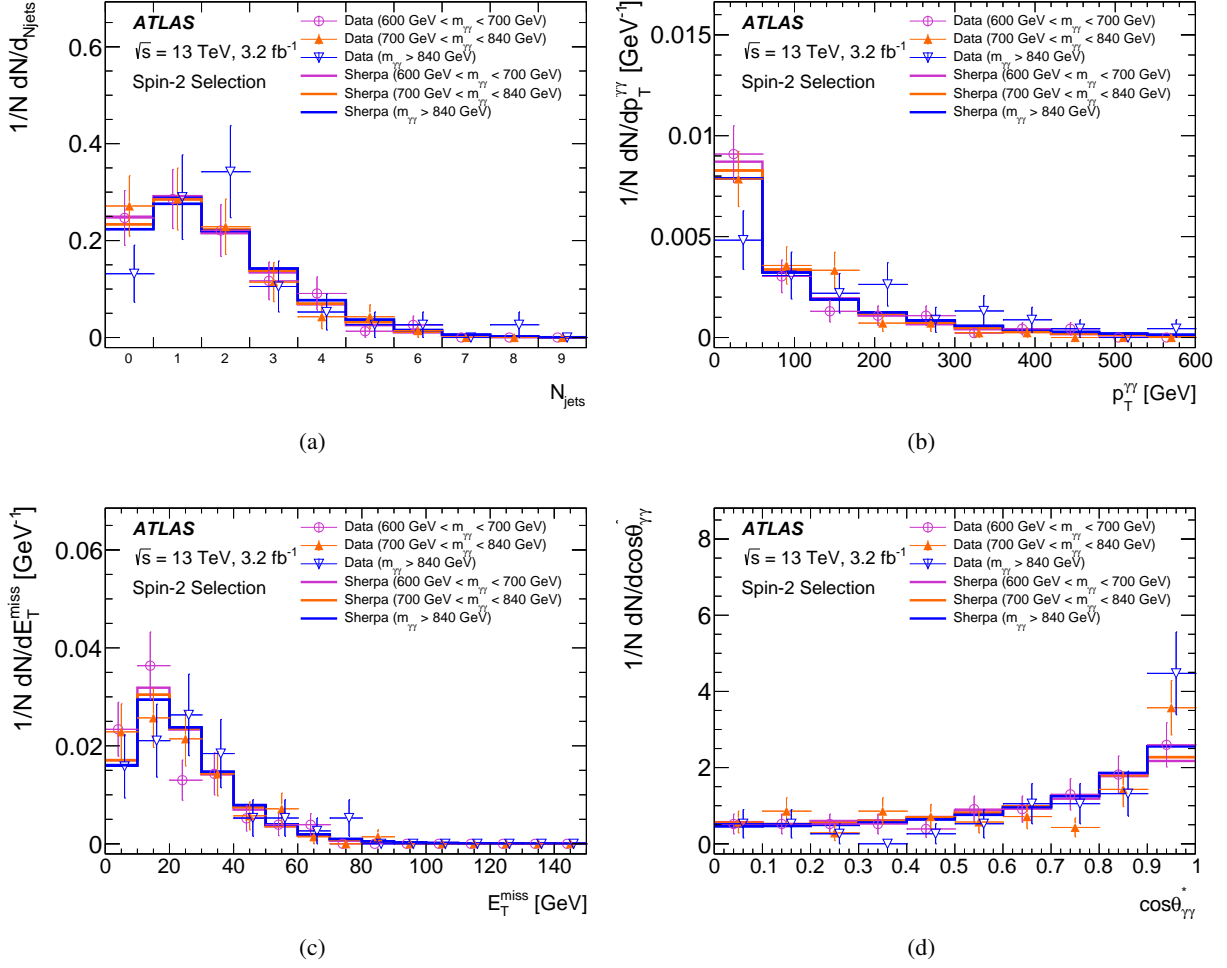 1/N dN/d_Njets
0.6
0.4
0.2
0
ATLAS
√s = 13 TeV, 3.2 fb⁻¹
Spin-2 Selection
Data (600 GeV < m_γγ < 700 GeV)
Data (700 GeV < m_γγ < 840 GeV)
Data (m_γγ > 840 GeV)
Sherpa (600 GeV < m_γγ < 700 GeV)
Sherpa (700 GeV < m_γγ < 840 GeV)
Sherpa (m_γγ > 840 GeV)
0 1 2 3 4 5 6 7 8 9
N_jets
(a)
1/N dN/dp_T^γγ [GeV⁻¹]
0.015
0.01
0.005
0
ATLAS
√s = 13 TeV, 3.2 fb⁻¹
Spin-2 Selection
Data (600 GeV < m_γγ < 700 GeV)
Data (700 GeV < m_γγ < 840 GeV)
Data (m_γγ > 840 GeV)
Sherpa (600 GeV < m_γγ < 700 GeV)
Sherpa (700 GeV < m_γγ < 840 GeV)
Sherpa (m_γγ > 840 GeV)
0 100 200 300 400 500 600
p_T^γγ [GeV]
(b)
1/N dN/dE_T^miss [GeV⁻¹]
0.06
0.04
0.02
0
ATLAS
√s = 13 TeV, 3.2 fb⁻¹
Spin-2 Selection
Data (600 GeV < m_γγ < 700 GeV)
Data (700 GeV < m_γγ < 840 GeV)
Data (m_γγ > 840 GeV)
Sherpa (600 GeV < m_γγ < 700 GeV)
Sherpa (700 GeV < m_γγ < 840 GeV)
Sherpa (m_γγ > 840 GeV)
0 20 40 60 80 100 120 140
E_T^miss [GeV]
(c)
1/N dN/dcosθ*_γγ
8
6
4
2
0
ATLAS
√s = 13 TeV, 3.2 fb⁻¹
Spin-2 Selection
Data (600 GeV < m_γγ < 700 GeV)
Data (700 GeV < m_γγ < 840 GeV)
Data (m_γγ > 840 GeV)
Sherpa (600 GeV < m_γγ < 700 GeV)
Sherpa (700 GeV < m_γγ < 840 GeV)
Sherpa (m_γγ > 840 GeV)
0 0.1 0.2 0.3 0.4 0.5 0.6 0.7 0.8 0.9 1
cosθ*_γγ
(d)